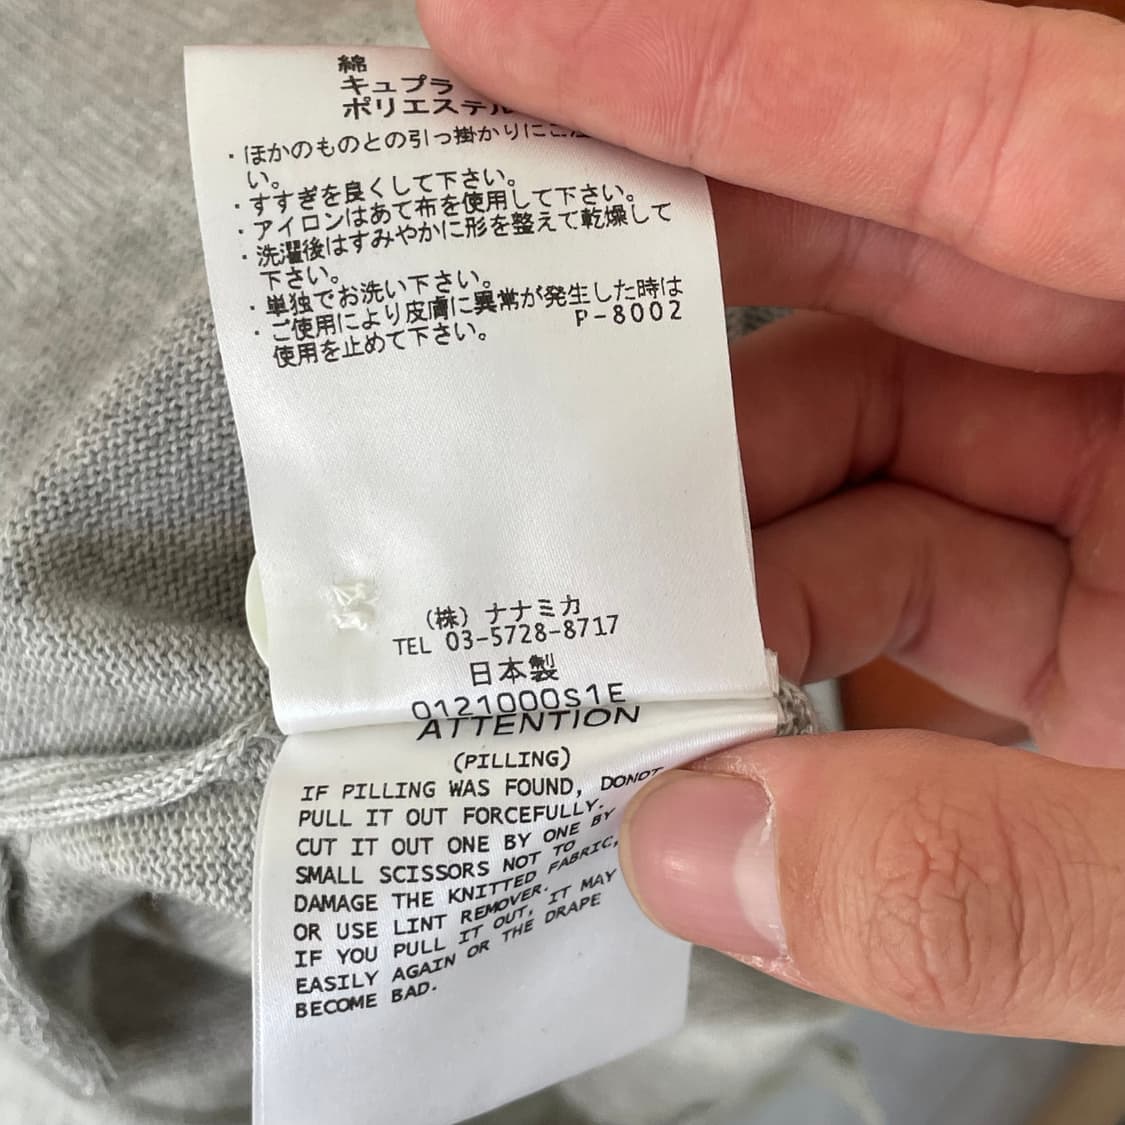 綿
キュプラ
ポリエステル
・ほかのものとの引っ掛かりにご注
い。
・すすぎを良くして下さい。
・アイロンはあて布を使用して下さい。
・洗濯後はすみやかに形を整えて乾燥して
下さい。
・単独でお洗い下さい。
・ご使用により皮膚に異常が発生した時は
使用を止めて下さい。
P-8002
(株) ナナミカ
TEL 03-5728-8717
日本製
0121000S1E
ATTENTION
(PILLING)
IF PILLING WAS FOUND, DONOT
PULL IT OUT FORCEFULLY.
CUT IT OUT ONE BY ONE BY
SMALL SCISSORS NOT TO
DAMAGE THE KNITTED FABRIC,
OR USE LINT REMOVER.
IF YOU PULL IT OUT, IT MAY
EASILY AGAIN OR THE DRAPE
BECOME BAD.